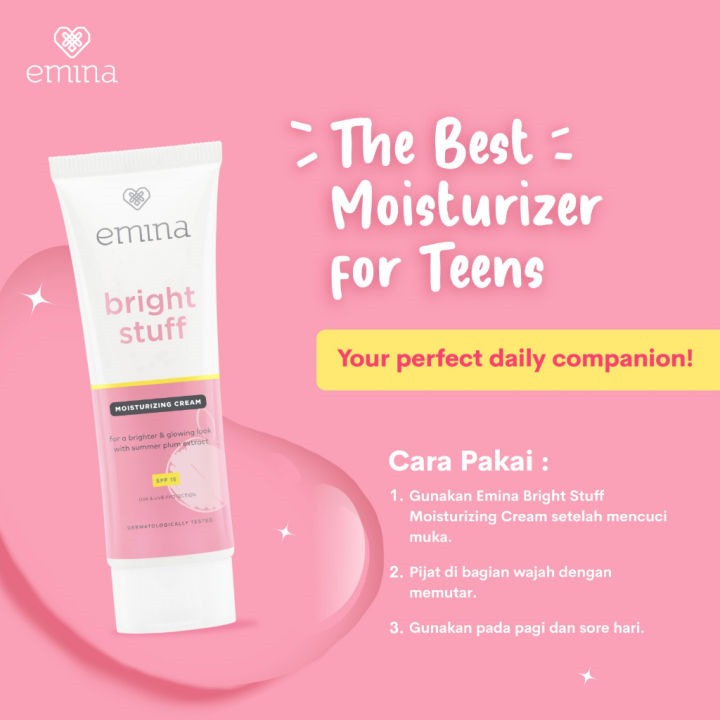 emina
The Best
Moisturizer
for Teens
Your perfect daily companion!
emina
bright
stuff
MOISTURIZING CREAM
For a brighter & glowing look
with summer plum extract
SPF 15
UVA & UVB PROTECTION
DERMATOLOGICALLY TESTED
Cara Pakai :
1. Gunakan Emina Bright Stuff
Moisturizing Cream setelah mencuci
muka.
2. Pijat di bagian wajah dengan
memutar.
3. Gunakan pada pagi dan sore hari.